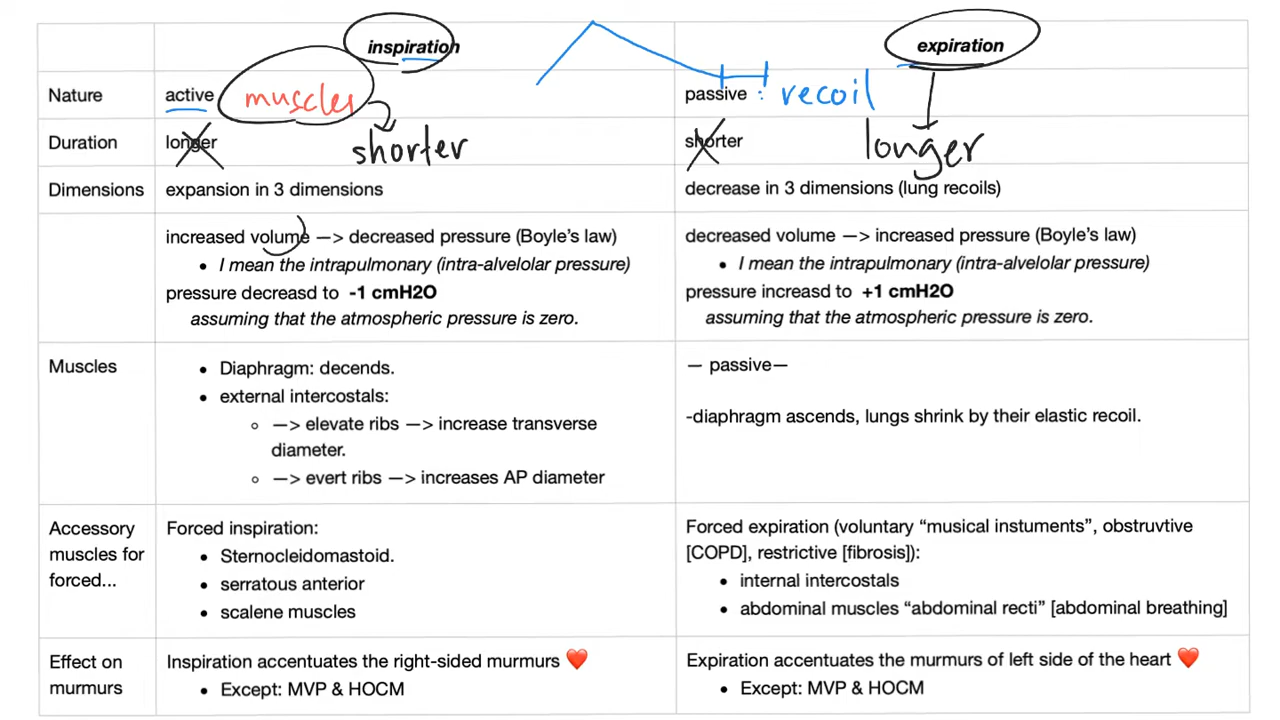 inspiration
expiration
Nature
active
muscles
passive : recoil
Duration
longer
shorter
shorter
longer
Dimensions
expansion in 3 dimensions
decrease in 3 dimensions (lung recoils)
increased volume —> decreased pressure (Boyle's law)
• I mean the intrapulmonary (intra-alvelolar pressure)
pressure decreasd to -1 cmH2O
assuming that the atmospheric pressure is zero.
decreased volume —> increased pressure (Boyle's law)
• I mean the intrapulmonary (intra-alvelolar pressure)
pressure increasd to +1 cmH2O
assuming that the atmospheric pressure is zero.
Muscles
• Diaphragm: decends.
• external intercostals:
◦ —> elevate ribs —> increase transverse
diameter.
◦ —> evert ribs —> increases AP diameter
— passive—
-diaphragm ascends, lungs shrink by their elastic recoil.
Accessory
muscles for
forced...
Forced inspiration:
• Sternocleidomastoid.
• serratous anterior
• scalene muscles
Forced expiration (voluntary “musical instuments”, obstruvtive
[COPD], restrictive [fibrosis]):
• internal intercostals
• abdominal muscles “abdominal recti” [abdominal breathing]
Effect on
murmurs
Inspiration accentuates the right-sided murmurs ❤️
• Except: MVP & HOCM
Expiration accentuates the murmurs of left side of the heart ❤️
• Except: MVP & HOCM